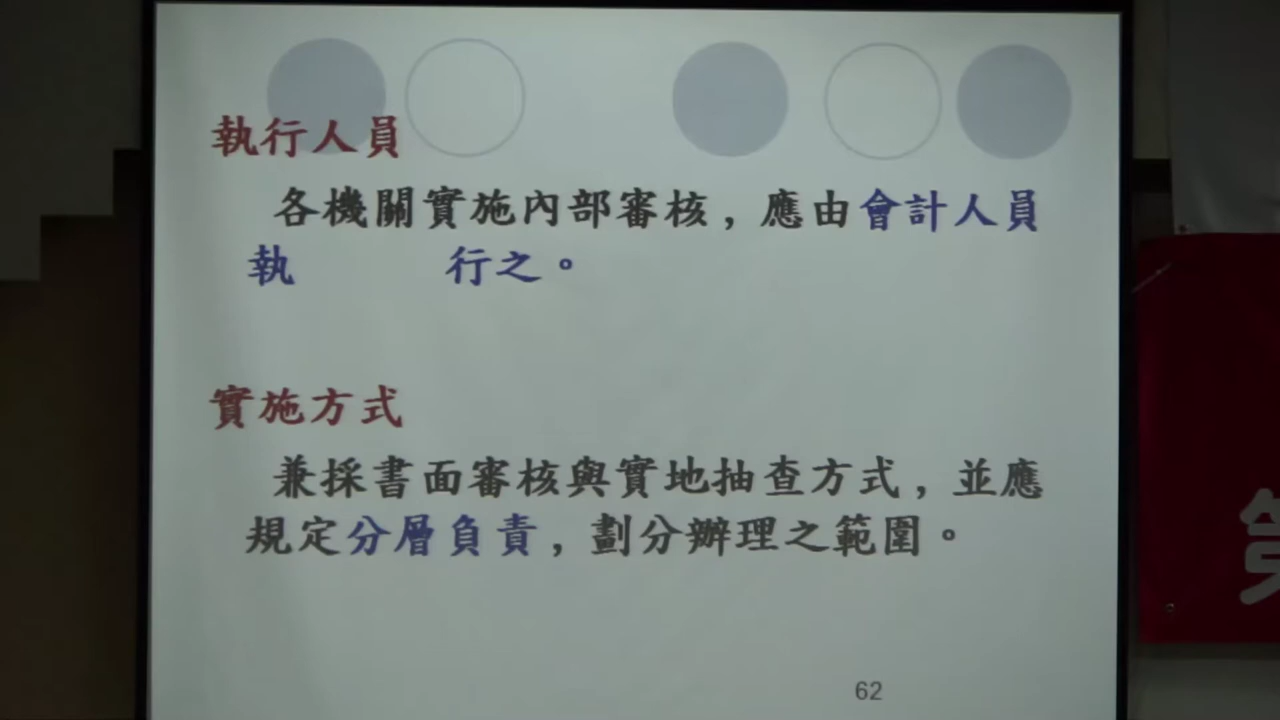 執行人員
各機關實施內部審核，應由會計人員
執 行之。
實施方式
兼採書面審核與實地抽查方式，並應
規定分層負責，劃分辦理之範圍。
62